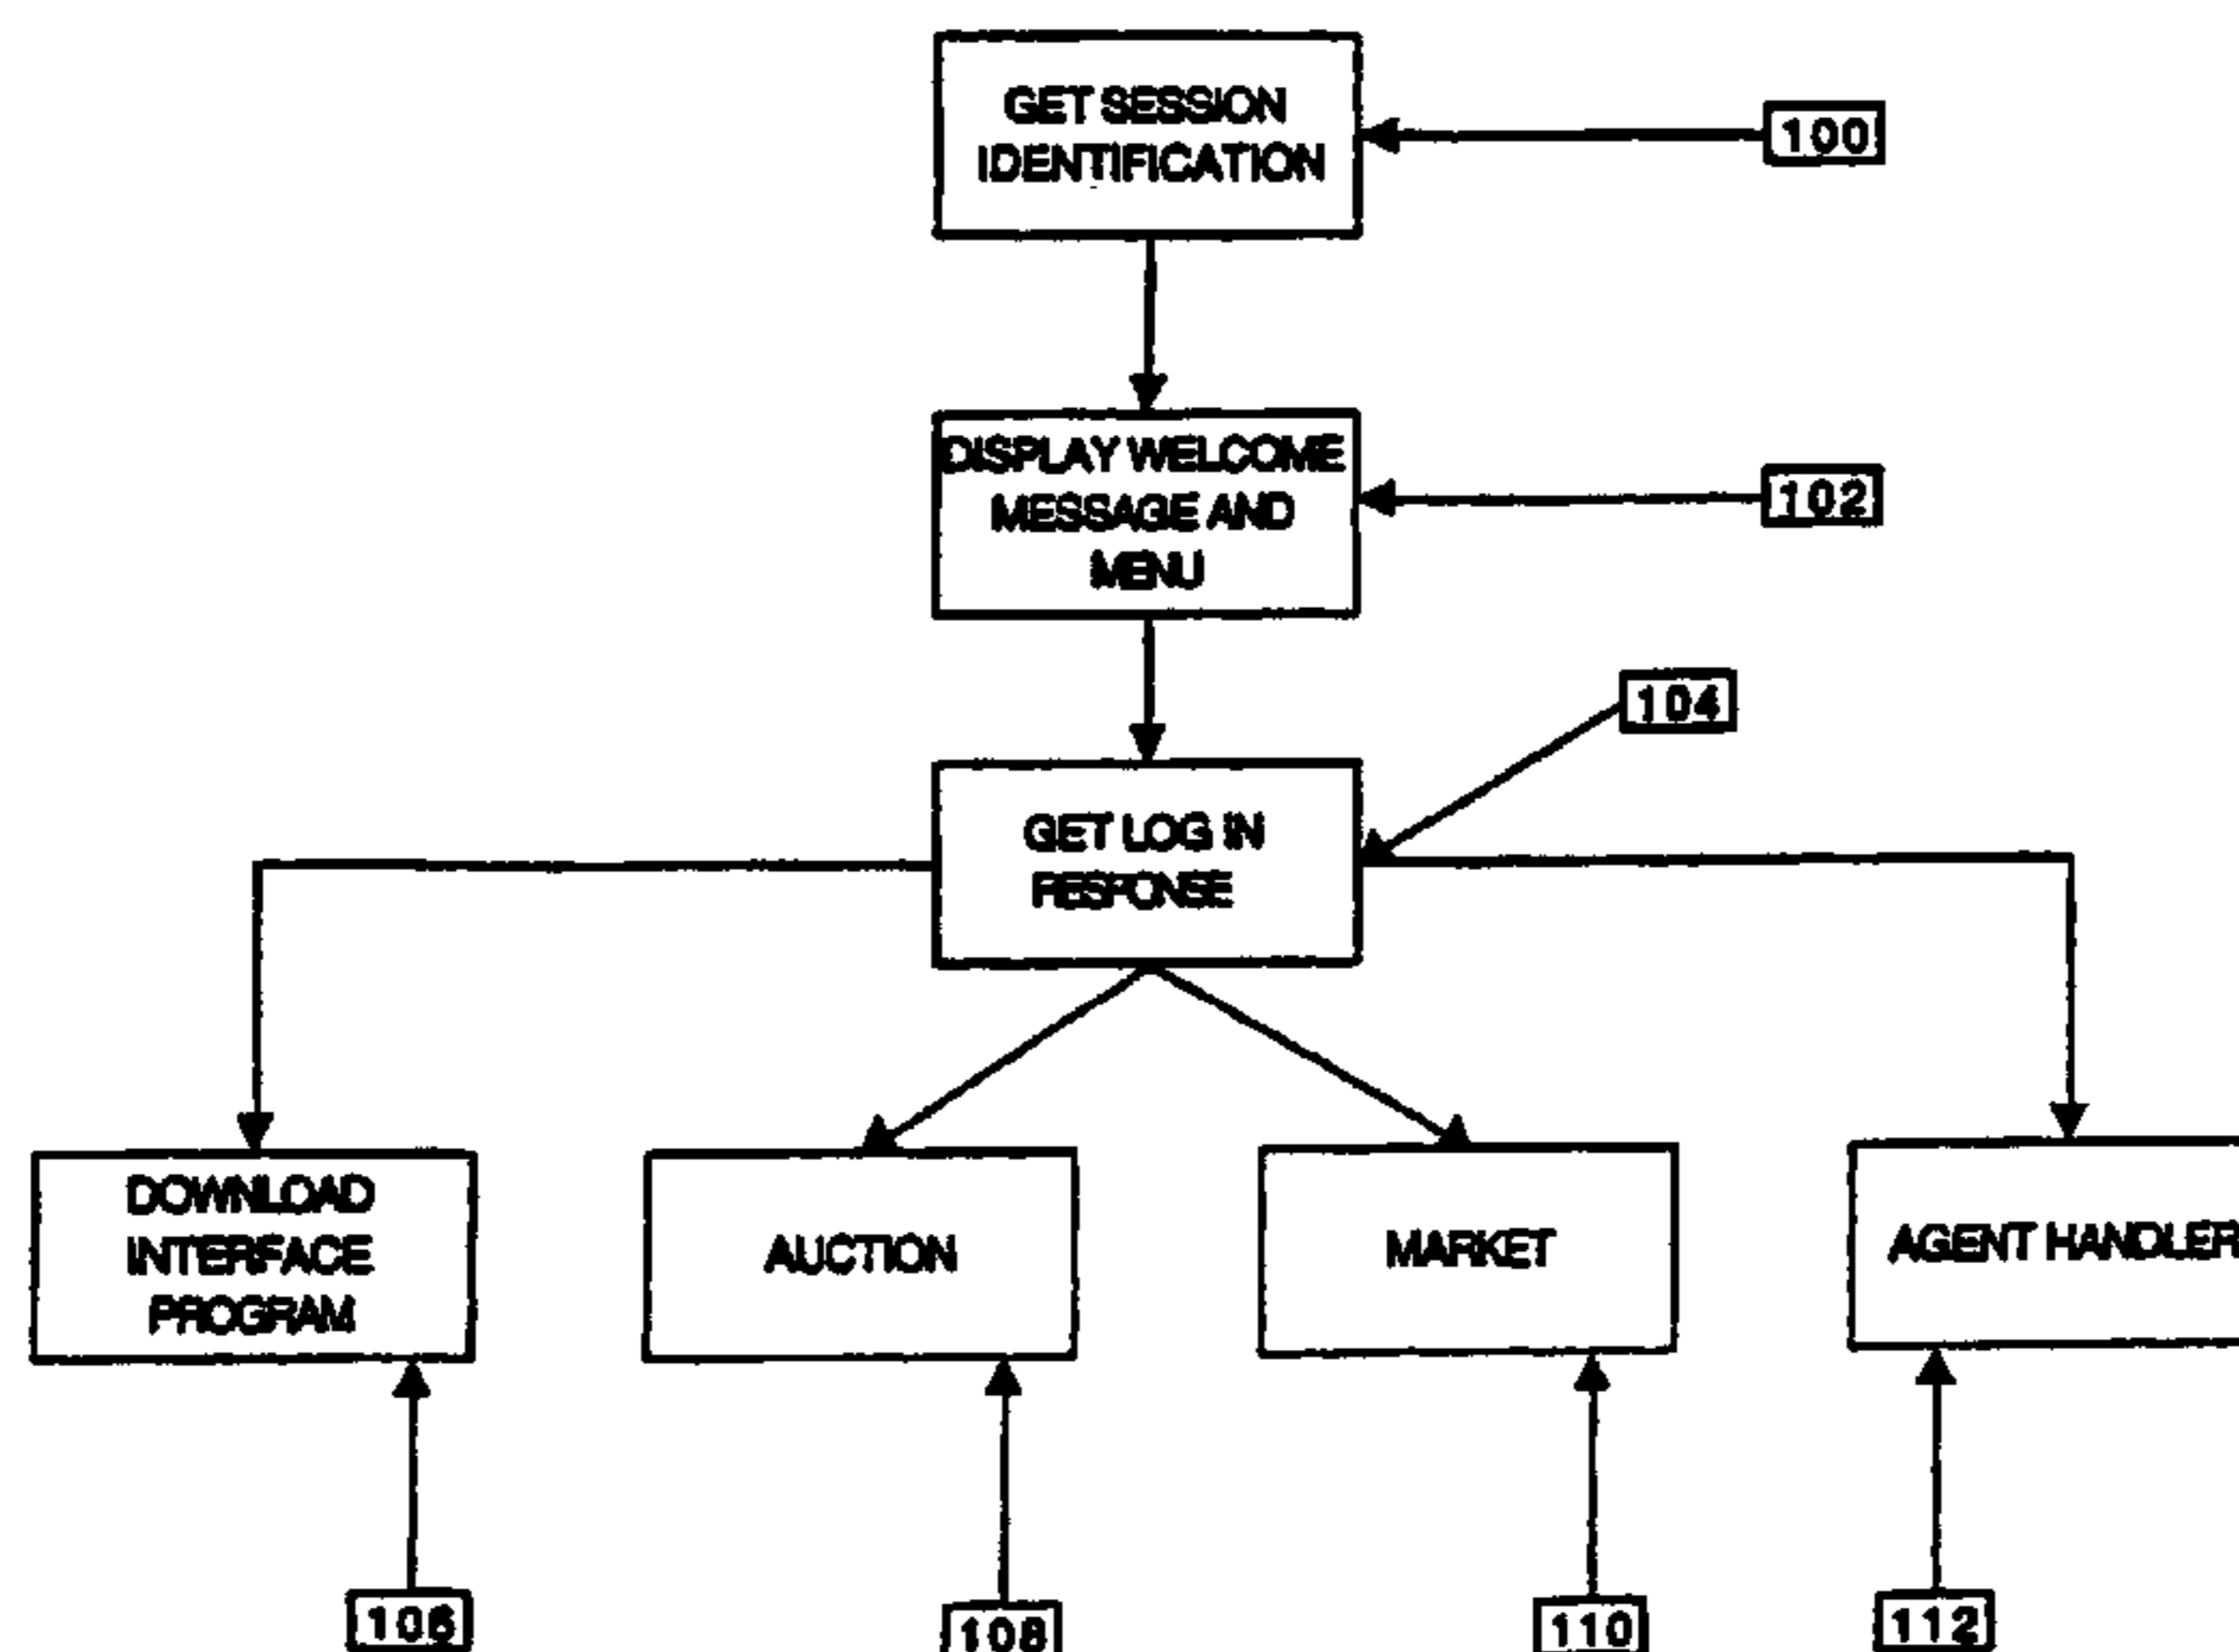 GET SESSION
IDENTIFICATION
100
DISPLAY WELCOME
MESSAGE AND
MENU
102
104
GET LOG IN
RESPONSE
DOWNLOAD
INTERFACE
PROGRAM
AUCTION
MARKET
AGENT HANDLER
106
108
110
112